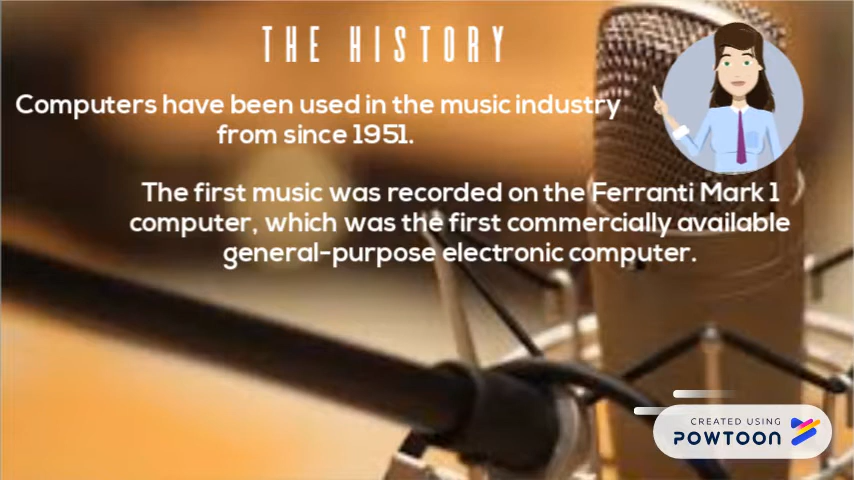 THE HISTORY
Computers have been used in the music industry
from since 1951.
The first music was recorded on the Ferranti Mark 1
computer, which was the first commercially available
general-purpose electronic computer.
CREATED USING
POWTOON